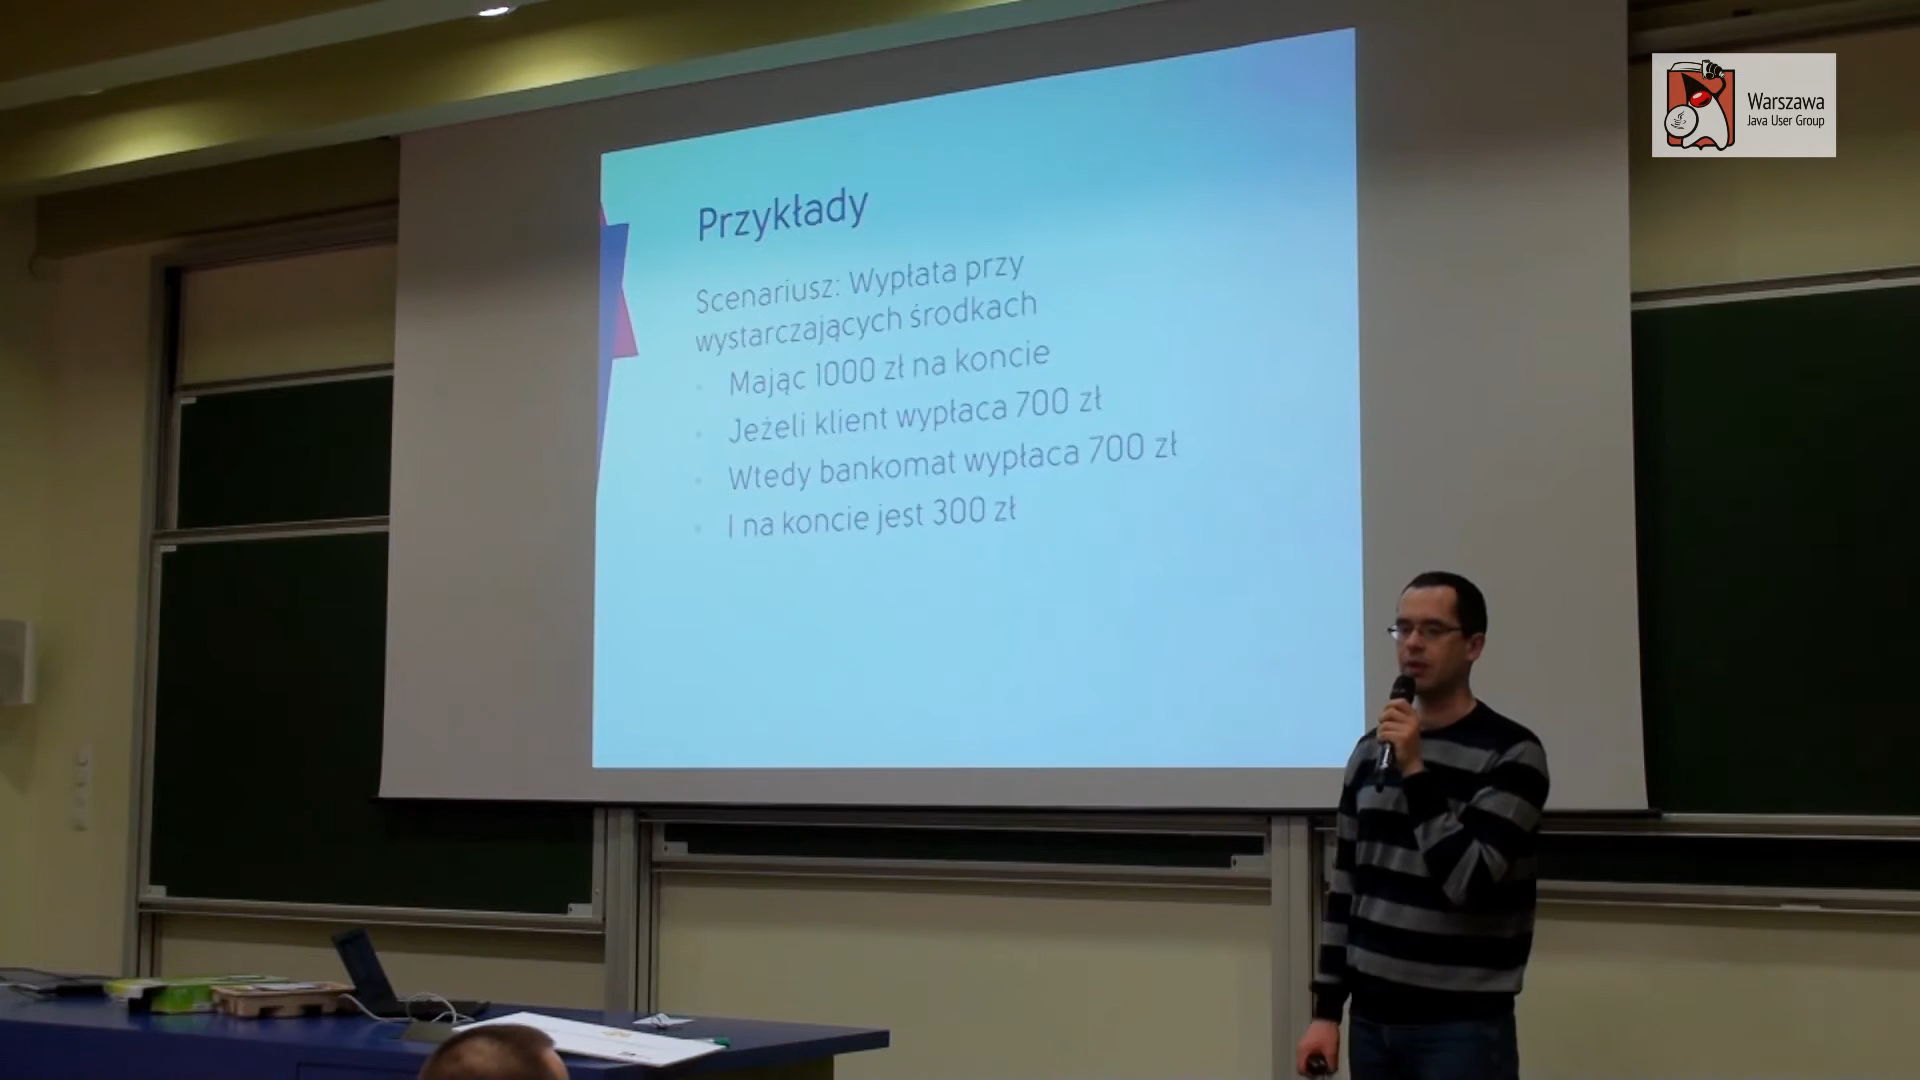 Przykłady
Scenariusz: Wypłata przy
wystarczających środkach
Mając 1000 zł na koncie
Jeżeli klient wypłaca 700 zł
Wtedy bankomat wypłaca 700 zł
I na koncie jest 300 zł
Warszawa
Java User Group